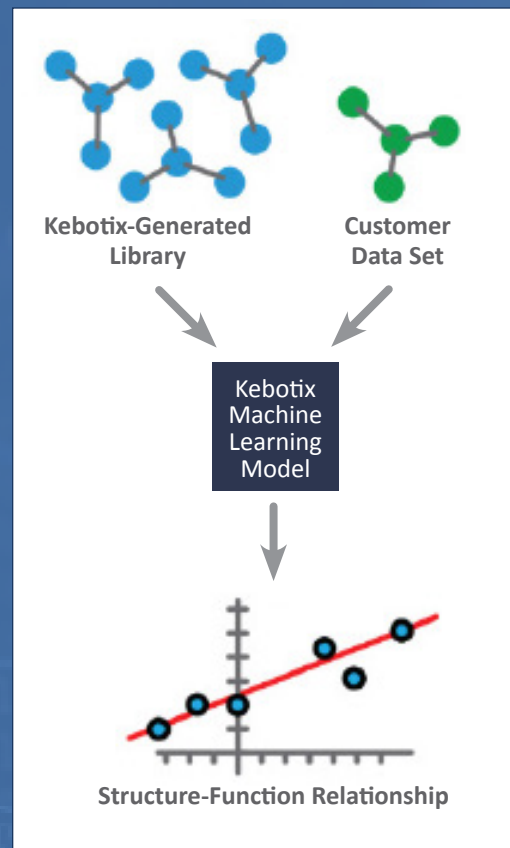 Kebotix-Generated
Library
Customer
Data Set
Kebotix
Machine
Learning
Model
Structure-Function Relationship